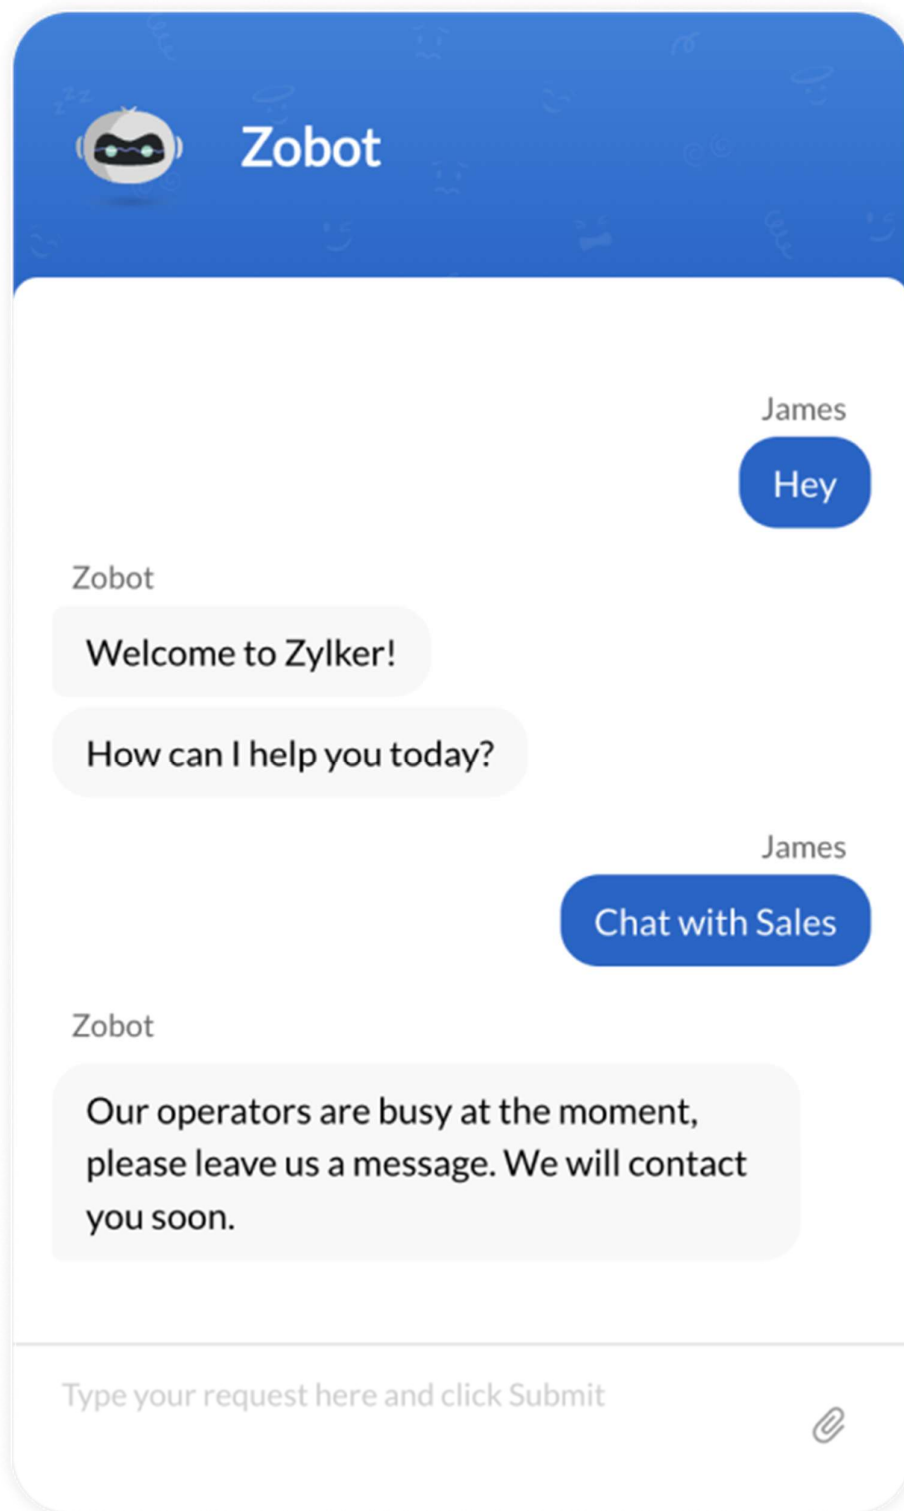 Zobot
James
Hey
Zobot
Welcome to Zylker!
How can I help you today?
James
Chat with Sales
Zobot
Our operators are busy at the moment,
please leave us a message. We will contact
you soon.
Type your request here and click Submit